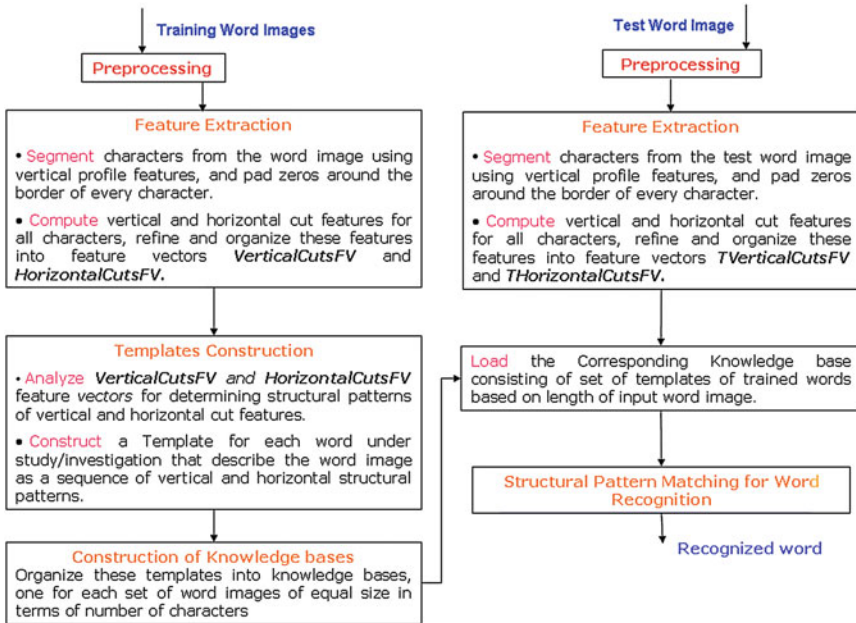 Training Word Images
Preprocessing
Feature Extraction
• Segment characters from the word image using
vertical profile features, and pad zeros around the
border of every character.
• Compute vertical and horizontal cut features for
all characters, refine and organize these features
into feature vectors VerticalCutsFV and
HorizontalCutsFV.
Templates Construction
• Analyze VerticalCutsFV and HorizontalCutsFV
feature vectors for determining structural patterns
of vertical and horizontal cut features.
• Construct a Template for each word under
study/investigation that describe the word image
as a sequence of vertical and horizontal structural
patterns.
Construction of Knowledge bases
Organize these templates into knowledge bases,
one for each set of word images of equal size in
terms of number of characters
Test Word Image
Preprocessing
Feature Extraction
• Segment characters from the test word image
using vertical profile features, and pad zeros
around the border of every character.
• Compute vertical and horizontal cut features
for all characters, refine and organize these
features into feature vectors TVerticalCutsFV
and THorizontalCutsFV.
Load the Corresponding Knowledge base
consisting of set of templates of trained words
based on length of input word image.
Structural Pattern Matching for Word
Recognition
Recognized word